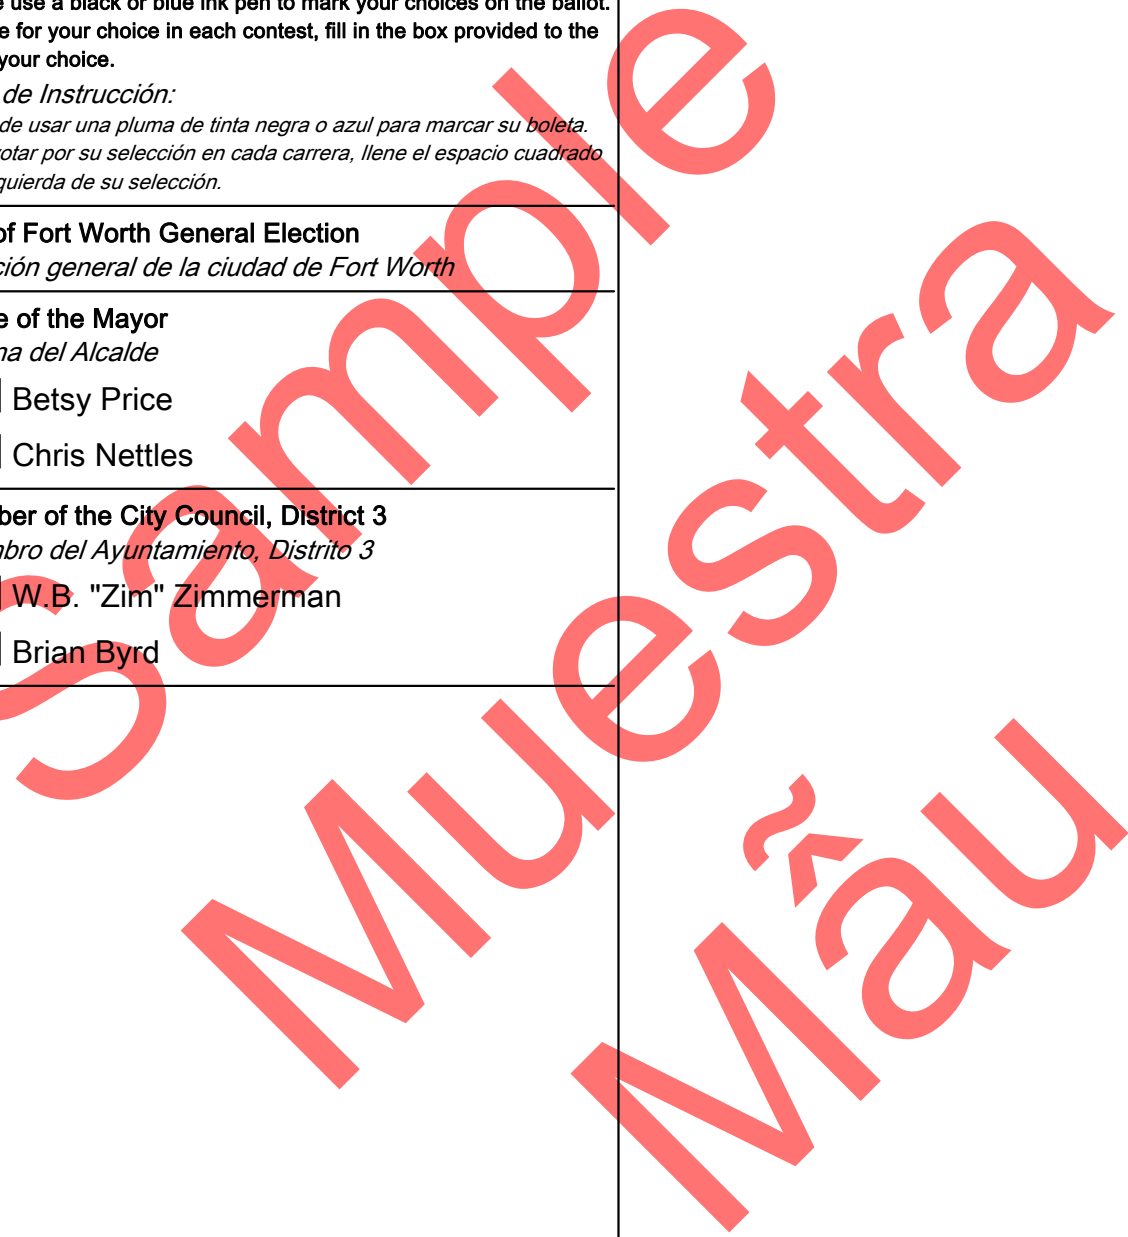 use a black or blue ink pen to mark your choices on the ballot.
for your choice in each contest, fill in the box provided to the
your choice.
de Instrucción:
de usar una pluma de tinta negra o azul para marcar su boleta.
votar por su selección en cada carrera, llene el espacio cuadrado
quierda de su selección.
of Fort Worth General Election
ción general de la ciudad de Fort Worth
e of the Mayor
na del Alcalde
Betsy Price
Chris Nettles
ber of the City Council, District 3
mbro del Ayuntamiento, Distrito 3
W.B. "Zim" Zimmerman
Brian Byrd
Sample
Muestra
Mẫu